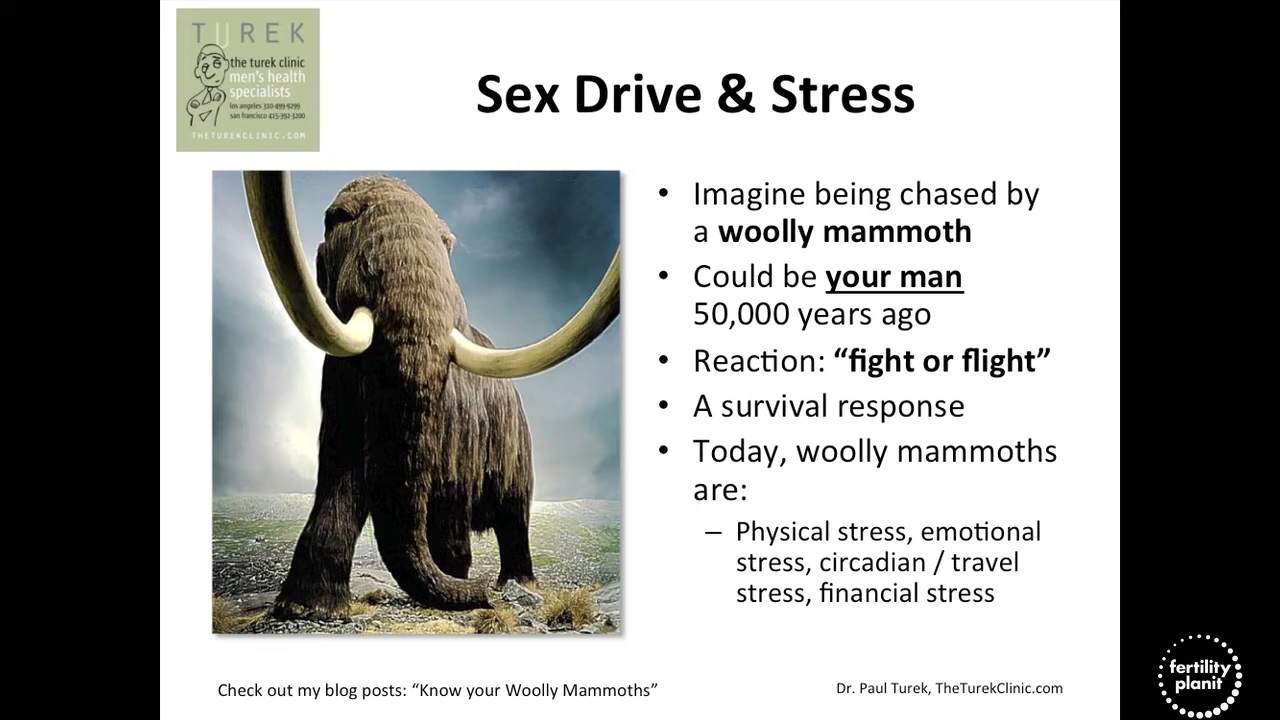 TUREK
the turek clinic
men's health
specialists
los angeles 310-499-9299
san francisco 415-392-3200
THETUREKCLINIC.COM
Sex Drive & Stress
• Imagine being chased by
a woolly mammoth
• Could be your man
50,000 years ago
• Reaction: “fight or flight”
• A survival response
• Today, woolly mammoths
are:
– Physical stress, emotional
stress, circadian / travel
stress, financial stress
Check out my blog posts: “Know your Woolly Mammoths”
Dr. Paul Turek, TheTurekClinic.com
fertility
planit